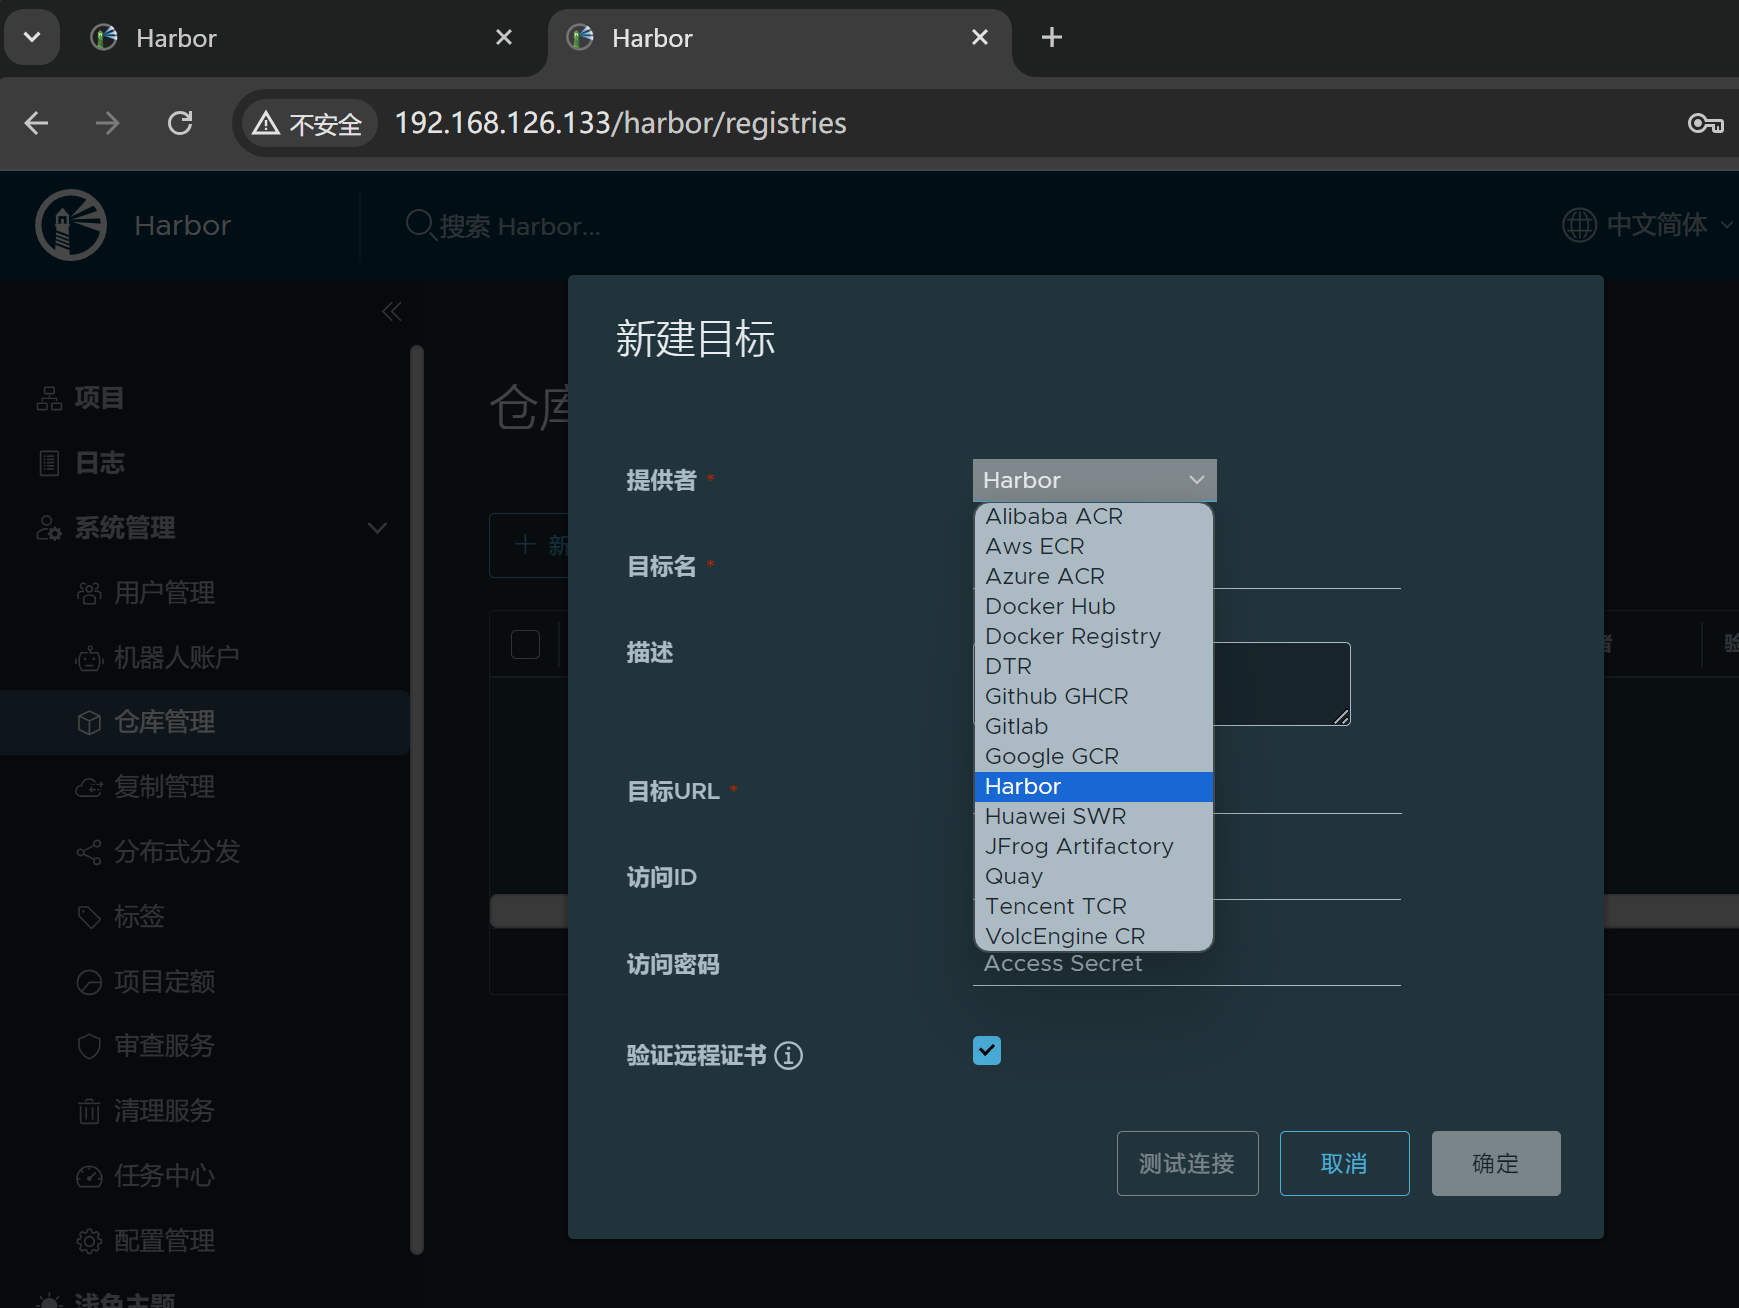 Harbor
Harbor
不安全
192.168.126.133/harbor/registries
Harbor
搜索 Harbor...
中文简体
项目
日志
系统管理
用户管理
机器人账户
仓库管理
复制管理
分布式分发
标签
项目定额
审查服务
清理服务
任务中心
配置管理
浅色主题
仓库
新
者
验
新建目标
提供者 *
Harbor
Alibaba ACR
Aws ECR
Azure ACR
Docker Hub
Docker Registry
DTR
Github GHCR
Gitlab
Google GCR
Harbor
Huawei SWR
JFrog Artifactory
Quay
Tencent TCR
VolcEngine CR
目标名 *
描述
目标URL *
访问ID
访问密码
Access Secret
验证远程证书
测试连接
取消
确定